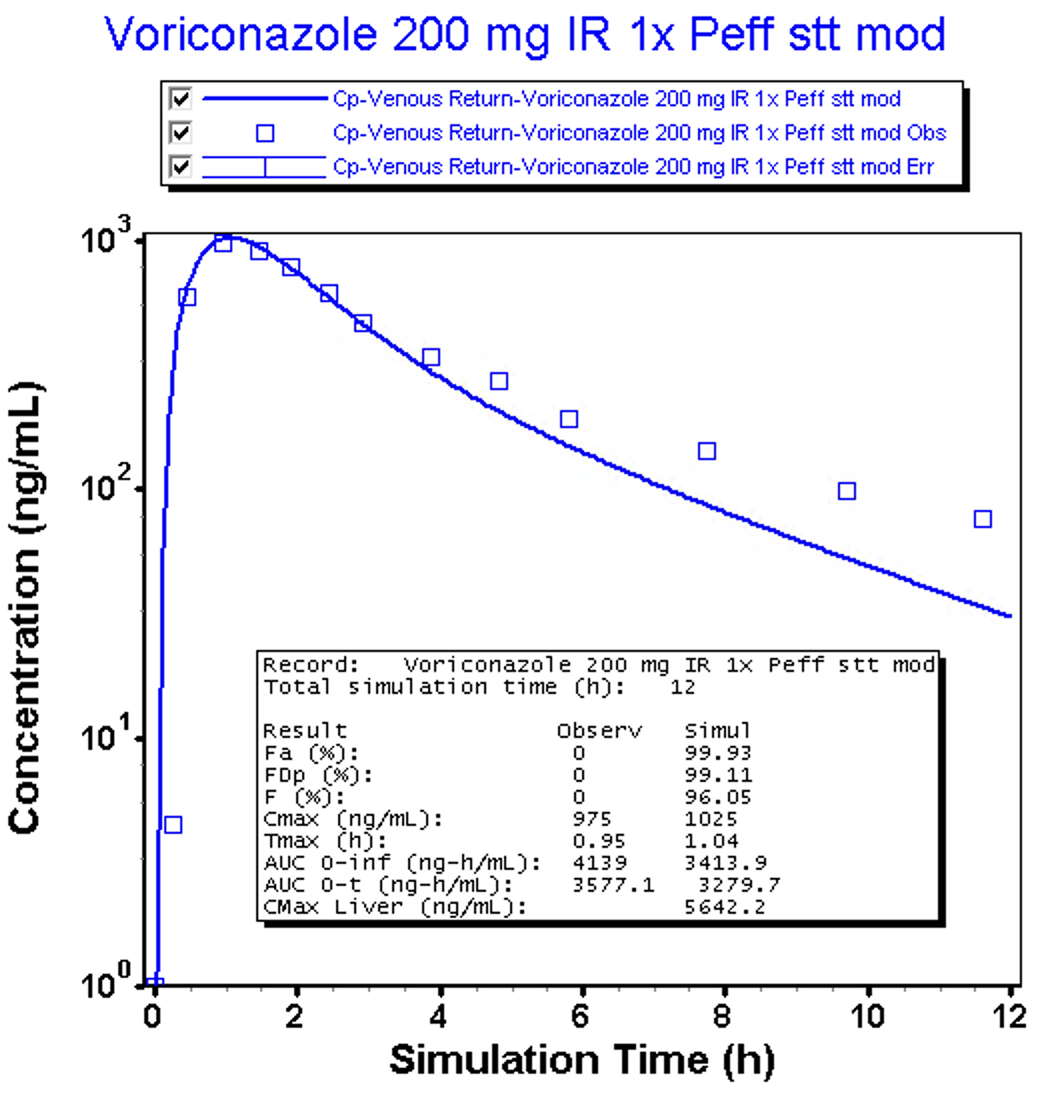 Voriconazole 200 mg IR 1x Peff stt mod
Cp-Venous Return-Voriconazole 200 mg IR 1x Peff stt mod
Cp-Venous Return-Voriconazole 200 mg IR 1x Peff stt mod Obs
Cp-Venous Return-Voriconazole 200 mg IR 1x Peff stt mod Err
Concentration (ng/mL)
10³
10²
10¹
10⁰
Record: Voriconazole 200 mg IR 1x Peff stt mod
Total simulation time (h): 12
Result Observ Simul
Fa (%): 0 99.93
FDp (%): 0 99.11
F (%): 0 96.05
Cmax (ng/mL): 975 1025
Tmax (h): 0.95 1.04
AUC 0-inf (ng-h/mL): 4139 3413.9
AUC 0-t (ng-h/mL): 3577.1 3279.7
CMax Liver (ng/mL): 5642.2
0 2 4 6 8 10 12
Simulation Time (h)